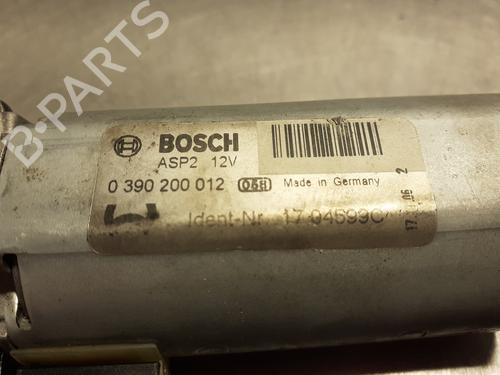 BOSCH
ASP2 12V
0 390 200 012 Made in Germany
Ident-Nr. 17 04599C
B-PARTS